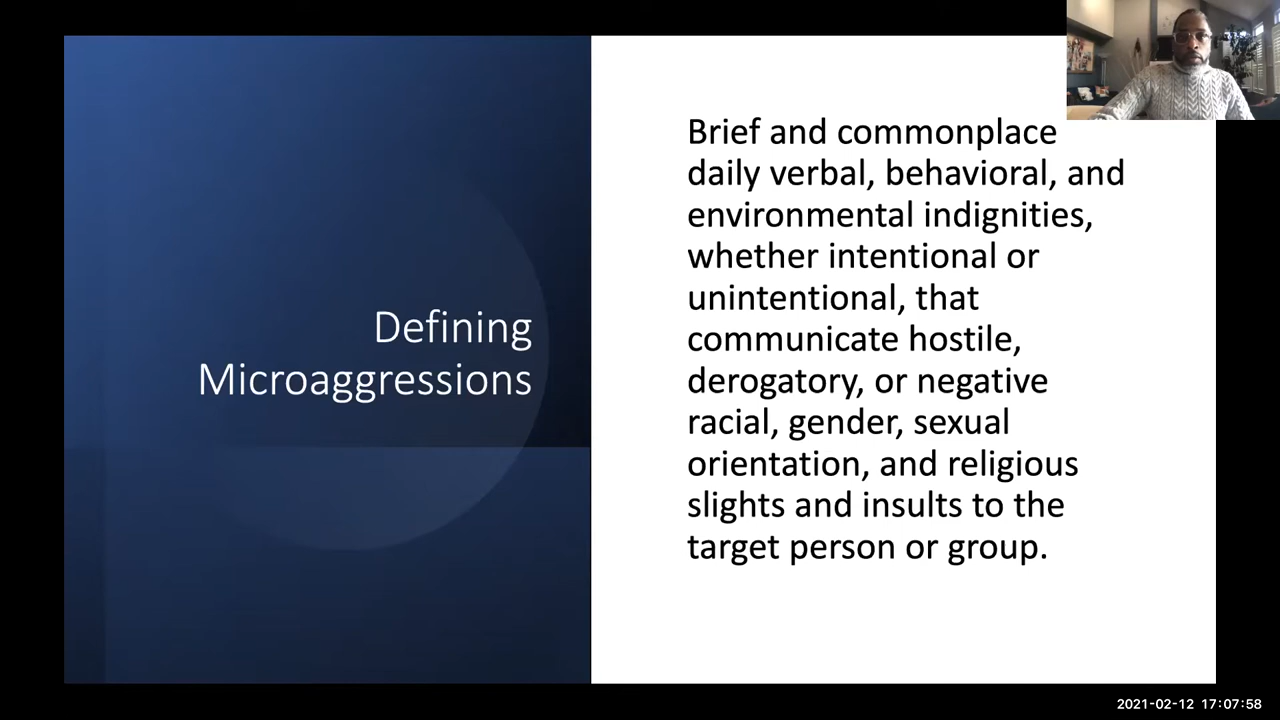 Defining
Microaggressions
Brief and commonplace
daily verbal, behavioral, and
environmental indignities,
whether intentional or
unintentional, that
communicate hostile,
derogatory, or negative
racial, gender, sexual
orientation, and religious
slights and insults to the
target person or group.
2021-02-12 17:07:58